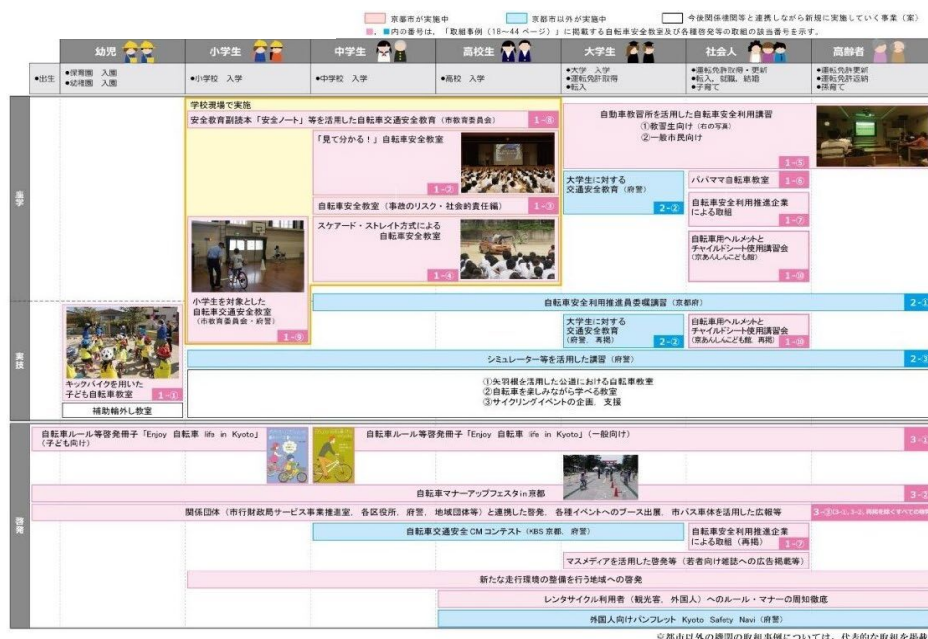 京都市が実施中
京都市以外が実施中
今後関係機関等と連携しながら新規に実施していく事業（案）
■，■内の番号は，「取組事例（18～44ページ）」に掲載する自転車安全教室及び各種啓発等の取組の該当番号を示す。
幼児
小学生
中学生
高校生
大学生
社会人
高齢者
●出生
●保育園 入園
●幼稚園 入園
●小学校 入学
●中学校 入学
●高校 入学
●大学 入学
●運転免許取得
●転入
●運転免許取得・更新
●転入，就職，結婚
●子育て
●運転免許更新
●運転免許返納
●孫育て
座学
学校現場で実施
安全教育副読本「安全ノート」等を活用した自転車交通安全教育（市教育委員会）
1-⑧
「見て分かる！」自転車安全教室
1-②
自転車安全教室（事故のリスク・社会的責任編）
1-③
スケアード・ストレイト方式による
自転車安全教室
1-④
小学生を対象とした
自転車交通安全教室
（市教育委員会・府警）
1-⑨
自動車教習所を活用した自転車安全利用講習
①教習生向け（右の写真）
②一般市民向け
1-⑤
大学生に対する
交通安全教育（府警）
2-②
パパママ自転車教室
1-⑥
自転車安全利用推進企業
による取組
1-⑦
自転車用ヘルメットと
チャイルドシート使用講習会
（京あんしんこども館）
1-⑩
自転車安全利用推進員委嘱講習（京都府）
2-①
実技
大学生に対する
交通安全教育
（府警，再掲）
2-②
自転車用ヘルメットと
チャイルドシート使用講習会
（京あんしんこども館，再掲）
1-⑩
シミュレーター等を活用した講習（府警）
2-③
キックバイクを用いた
子ども自転車教室
1-①
補助輪外し教室
①矢羽根を活用した公道における自転車教室
②自転車を楽しみながら学べる教室
③サイクリングイベントの企画，支援
啓発
自転車ルール等啓発冊子「Enjoy 自転車 life in Kyoto」
（子ども向け）
自転車ルール等啓発冊子「Enjoy 自転車 life in Kyoto」（一般向け）
3-①
自転車マナーアップフェスタin京都
3-②
関係団体（市行財政局サービス事業推進室，各区役所，府警，地域団体等）と連携した啓発，各種イベントへのブース出展，市バス車体を活用した広報等
3-③
自転車交通安全CMコンテスト（KBS京都，府警）
自転車安全利用推進企業
による取組（再掲）
1-⑦
マスメディアを活用した啓発等（若者向け雑誌への広告掲載等）
新たな走行環境の整備を行う地域への啓発
レンタサイクル利用者（観光客，外国人）へのルール・マナーの周知徹底
外国人向けパンフレット Kyoto Safety Navi（府警）
京都市以外の機関の取組事例については，代表的な取組を掲載